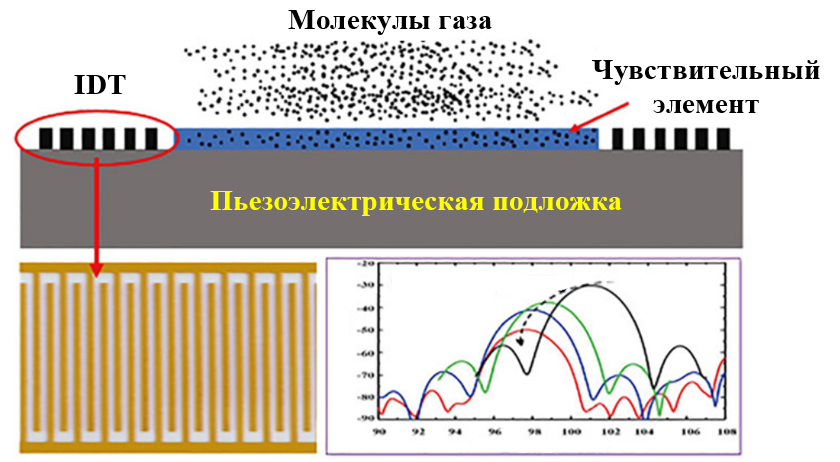 Молекулы газа
IDT
Чувствительный
элемент
Пьезоэлектрическая подложка
-20
-30
-40
-50
-60
-70
-80
-90
90 92 94 96 98 100 102 104 106 108